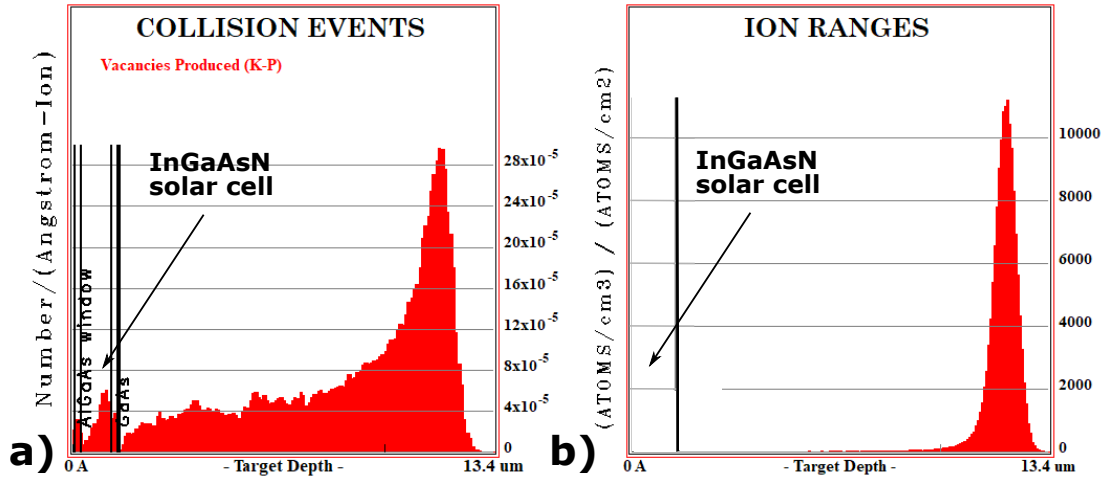 COLLISION EVENTS
Vacancies Produced (K-P)
Number/(Angstrom-Ion)
InGaAsN
solar cell
AlGaAs window
GaAs
28x10-5
24x10-5
20x10-5
16x10-5
12x10-5
8x10-5
4x10-5
0
a)
0 A
- Target Depth -
13.4 um
ION RANGES
(ATOMS/cm3) / (ATOMS/cm2)
InGaAsN
solar cell
10000
8000
6000
4000
2000
0
b)
0 A
- Target Depth -
13.4 um